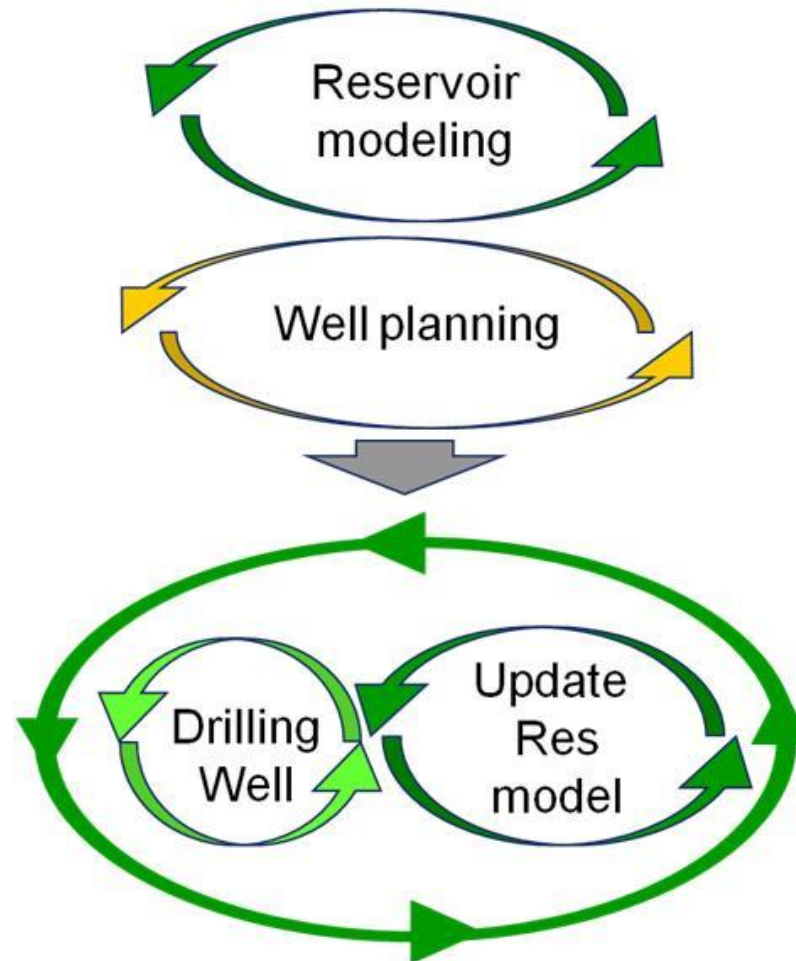 Reservoir
modeling
Well planning
Drilling
Well
Update
Res
model